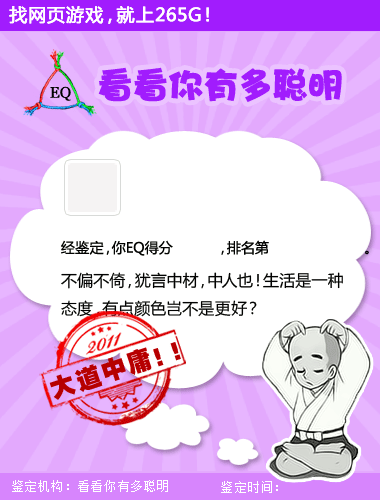 找网页游戏,就上265G!
EQ
看看你有多聪明
经鉴定,你EQ得分 ,排名第 。
不偏不倚,犹言中材,中人也!生活是一种
态度,有点颜色岂不是更好?
2011
大道中庸!!
鉴定机构: 看看你有多聪明 鉴定时间: